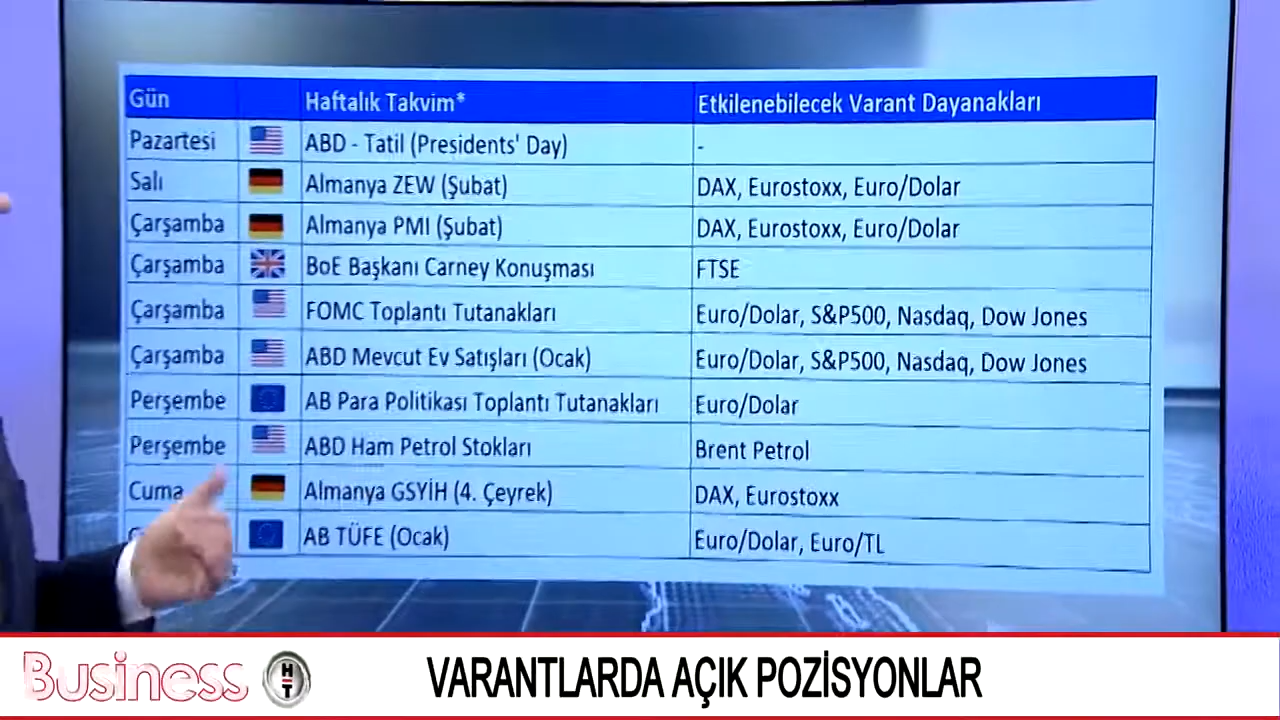 Gün Haftalık Takvim* Etkilenebilecek Varant Dayanakları
Pazartesi ABD - Tatil (Presidents' Day) -
Salı Almanya ZEW (Şubat) DAX, Eurostoxx, Euro/Dolar
Çarşamba Almanya PMI (Şubat) DAX, Eurostoxx, Euro/Dolar
Çarşamba BoE Başkanı Carney Konuşması FTSE
Çarşamba FOMC Toplantı Tutanakları Euro/Dolar, S&P500, Nasdaq, Dow Jones
Çarşamba ABD Mevcut Ev Satışları (Ocak) Euro/Dolar, S&P500, Nasdaq, Dow Jones
Perşembe AB Para Politikası Toplantı Tutanakları Euro/Dolar
Perşembe ABD Ham Petrol Stokları Brent Petrol
Cuma Almanya GSYİH (4. Çeyrek) DAX, Eurostoxx
AB TÜFE (Ocak) Euro/Dolar, Euro/TL
Business HT VARANTLARDA AÇIK POZİSYONLAR